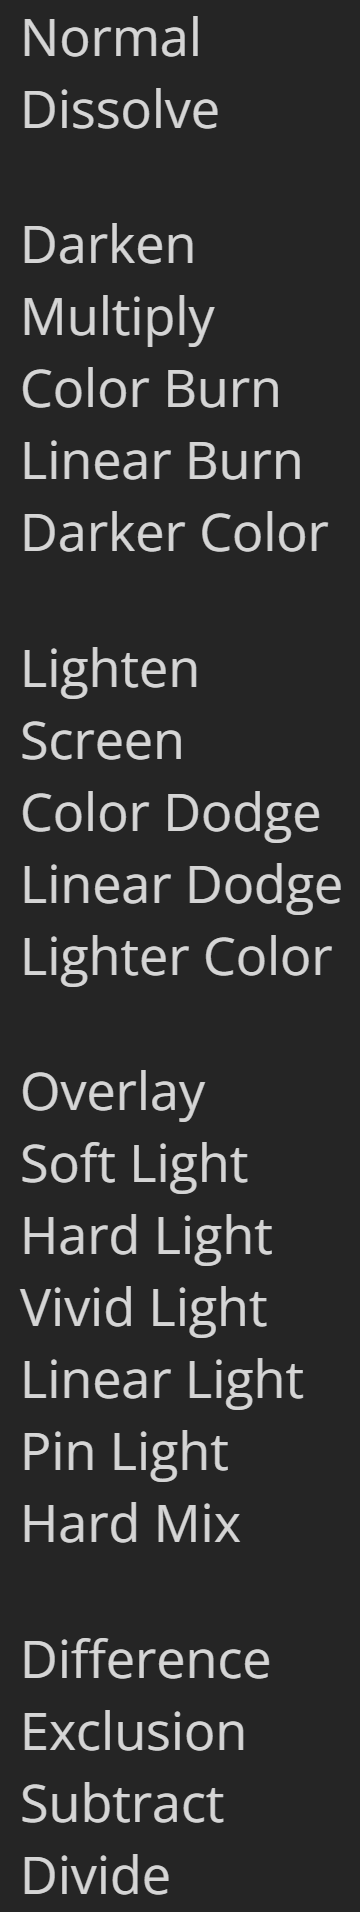 Normal
Dissolve
Darken
Multiply
Color Burn
Linear Burn
Darker Color
Lighten
Screen
Color Dodge
Linear Dodge
Lighter Color
Overlay
Soft Light
Hard Light
Vivid Light
Linear Light
Pin Light
Hard Mix
Difference
Exclusion
Subtract
Divide